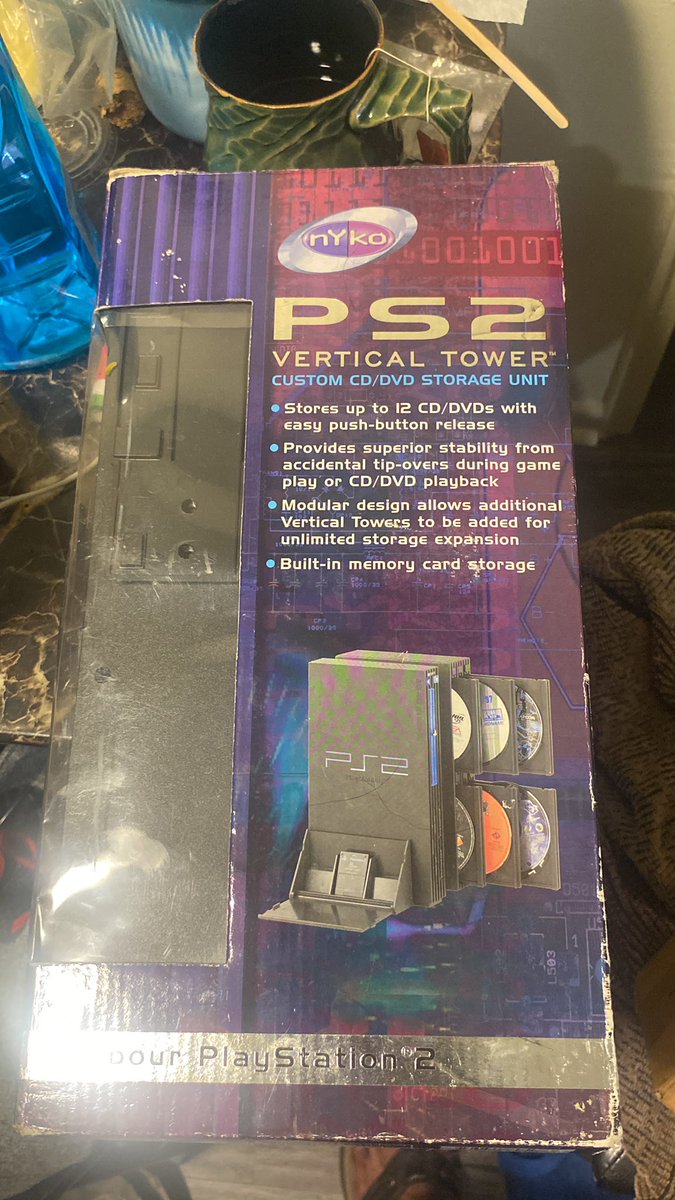 nyko
001001
PS2
VERTICAL TOWER™
CUSTOM CD/DVD STORAGE UNIT
Stores up to 12 CD/DVDs with
easy push-button release
Provides superior stability from
accidental tip-overs during game
play or CD/DVD playback
Modular design allows additional
Vertical Towers to be added for
unlimited storage expansion
Built-in memory card storage
PS2
pour PlayStation®2
L503